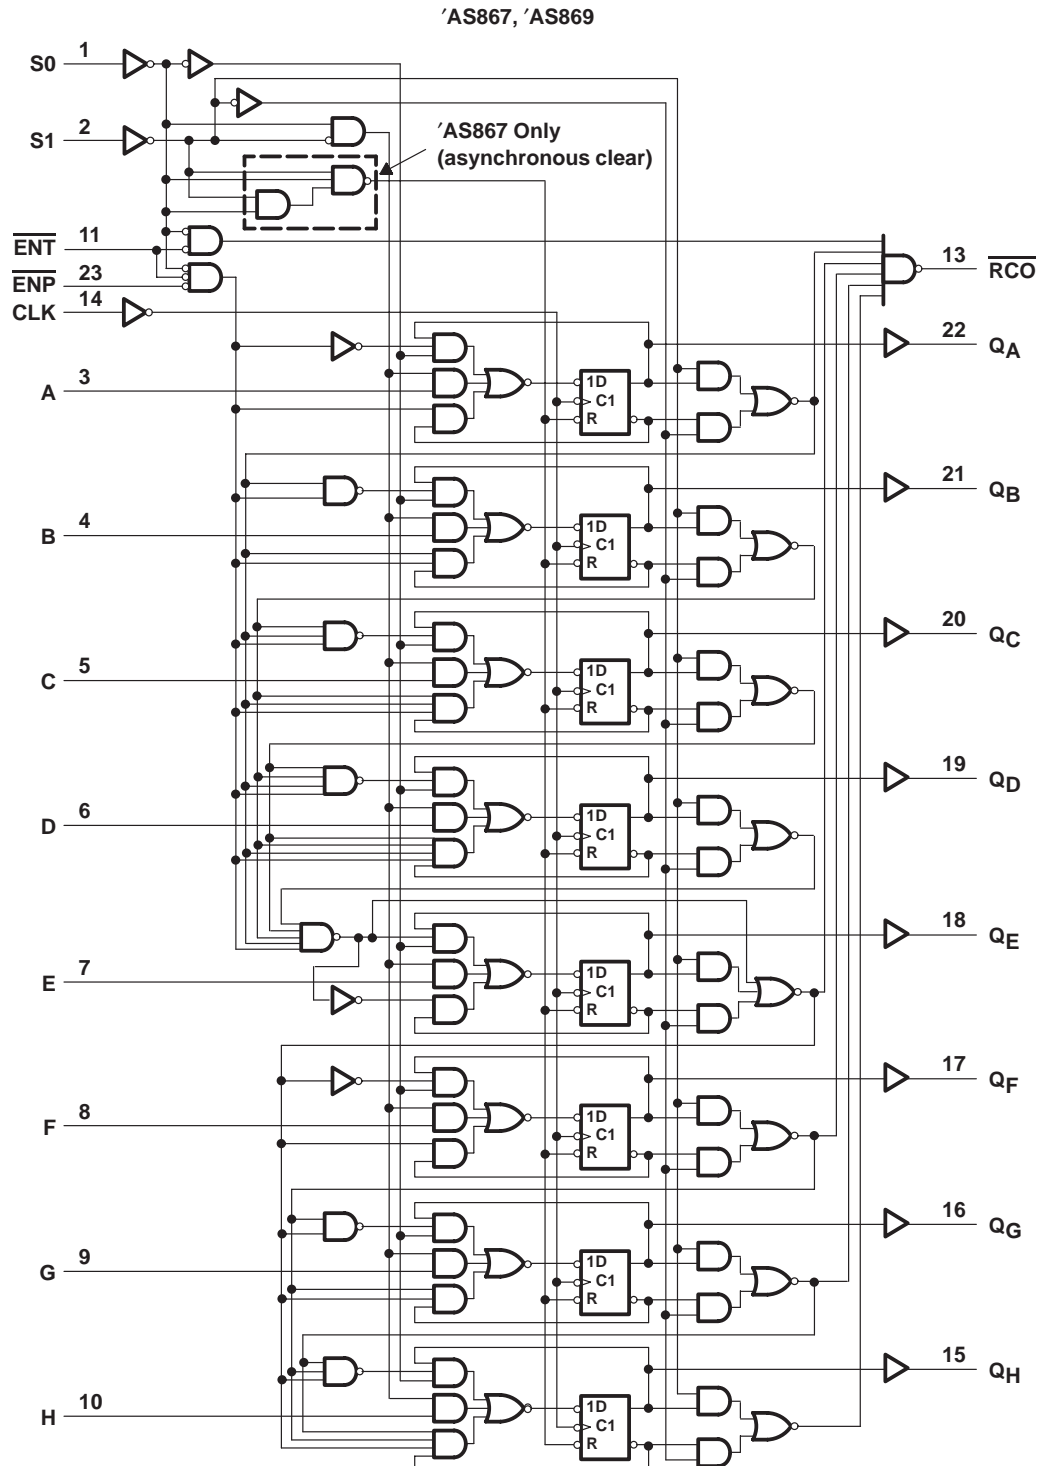 ′AS867, ′AS869
S0 1
S1 2
′AS867 Only
(asynchronous clear)
ENT 11
ENP 23
CLK 14
13 RCO
22 QA
A 3
1D
C1
R
21 QB
B 4
1D
C1
R
20 QC
C 5
1D
C1
R
19 QD
D 6
1D
C1
R
18 QE
E 7
1D
C1
R
17 QF
F 8
1D
C1
R
16 QG
G 9
1D
C1
R
15 QH
H 10
1D
C1
R